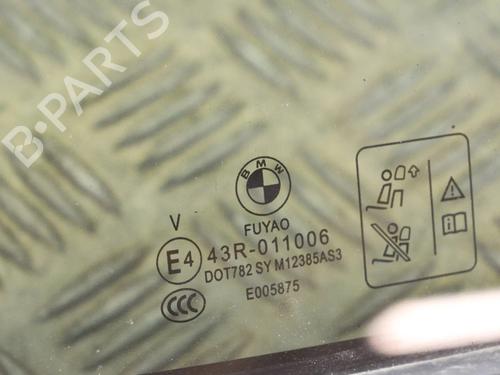 B-PARTS
BMW
FUYAO
V
E4
43R-011006
DOT782 SY M12385AS3
CCC
E005875